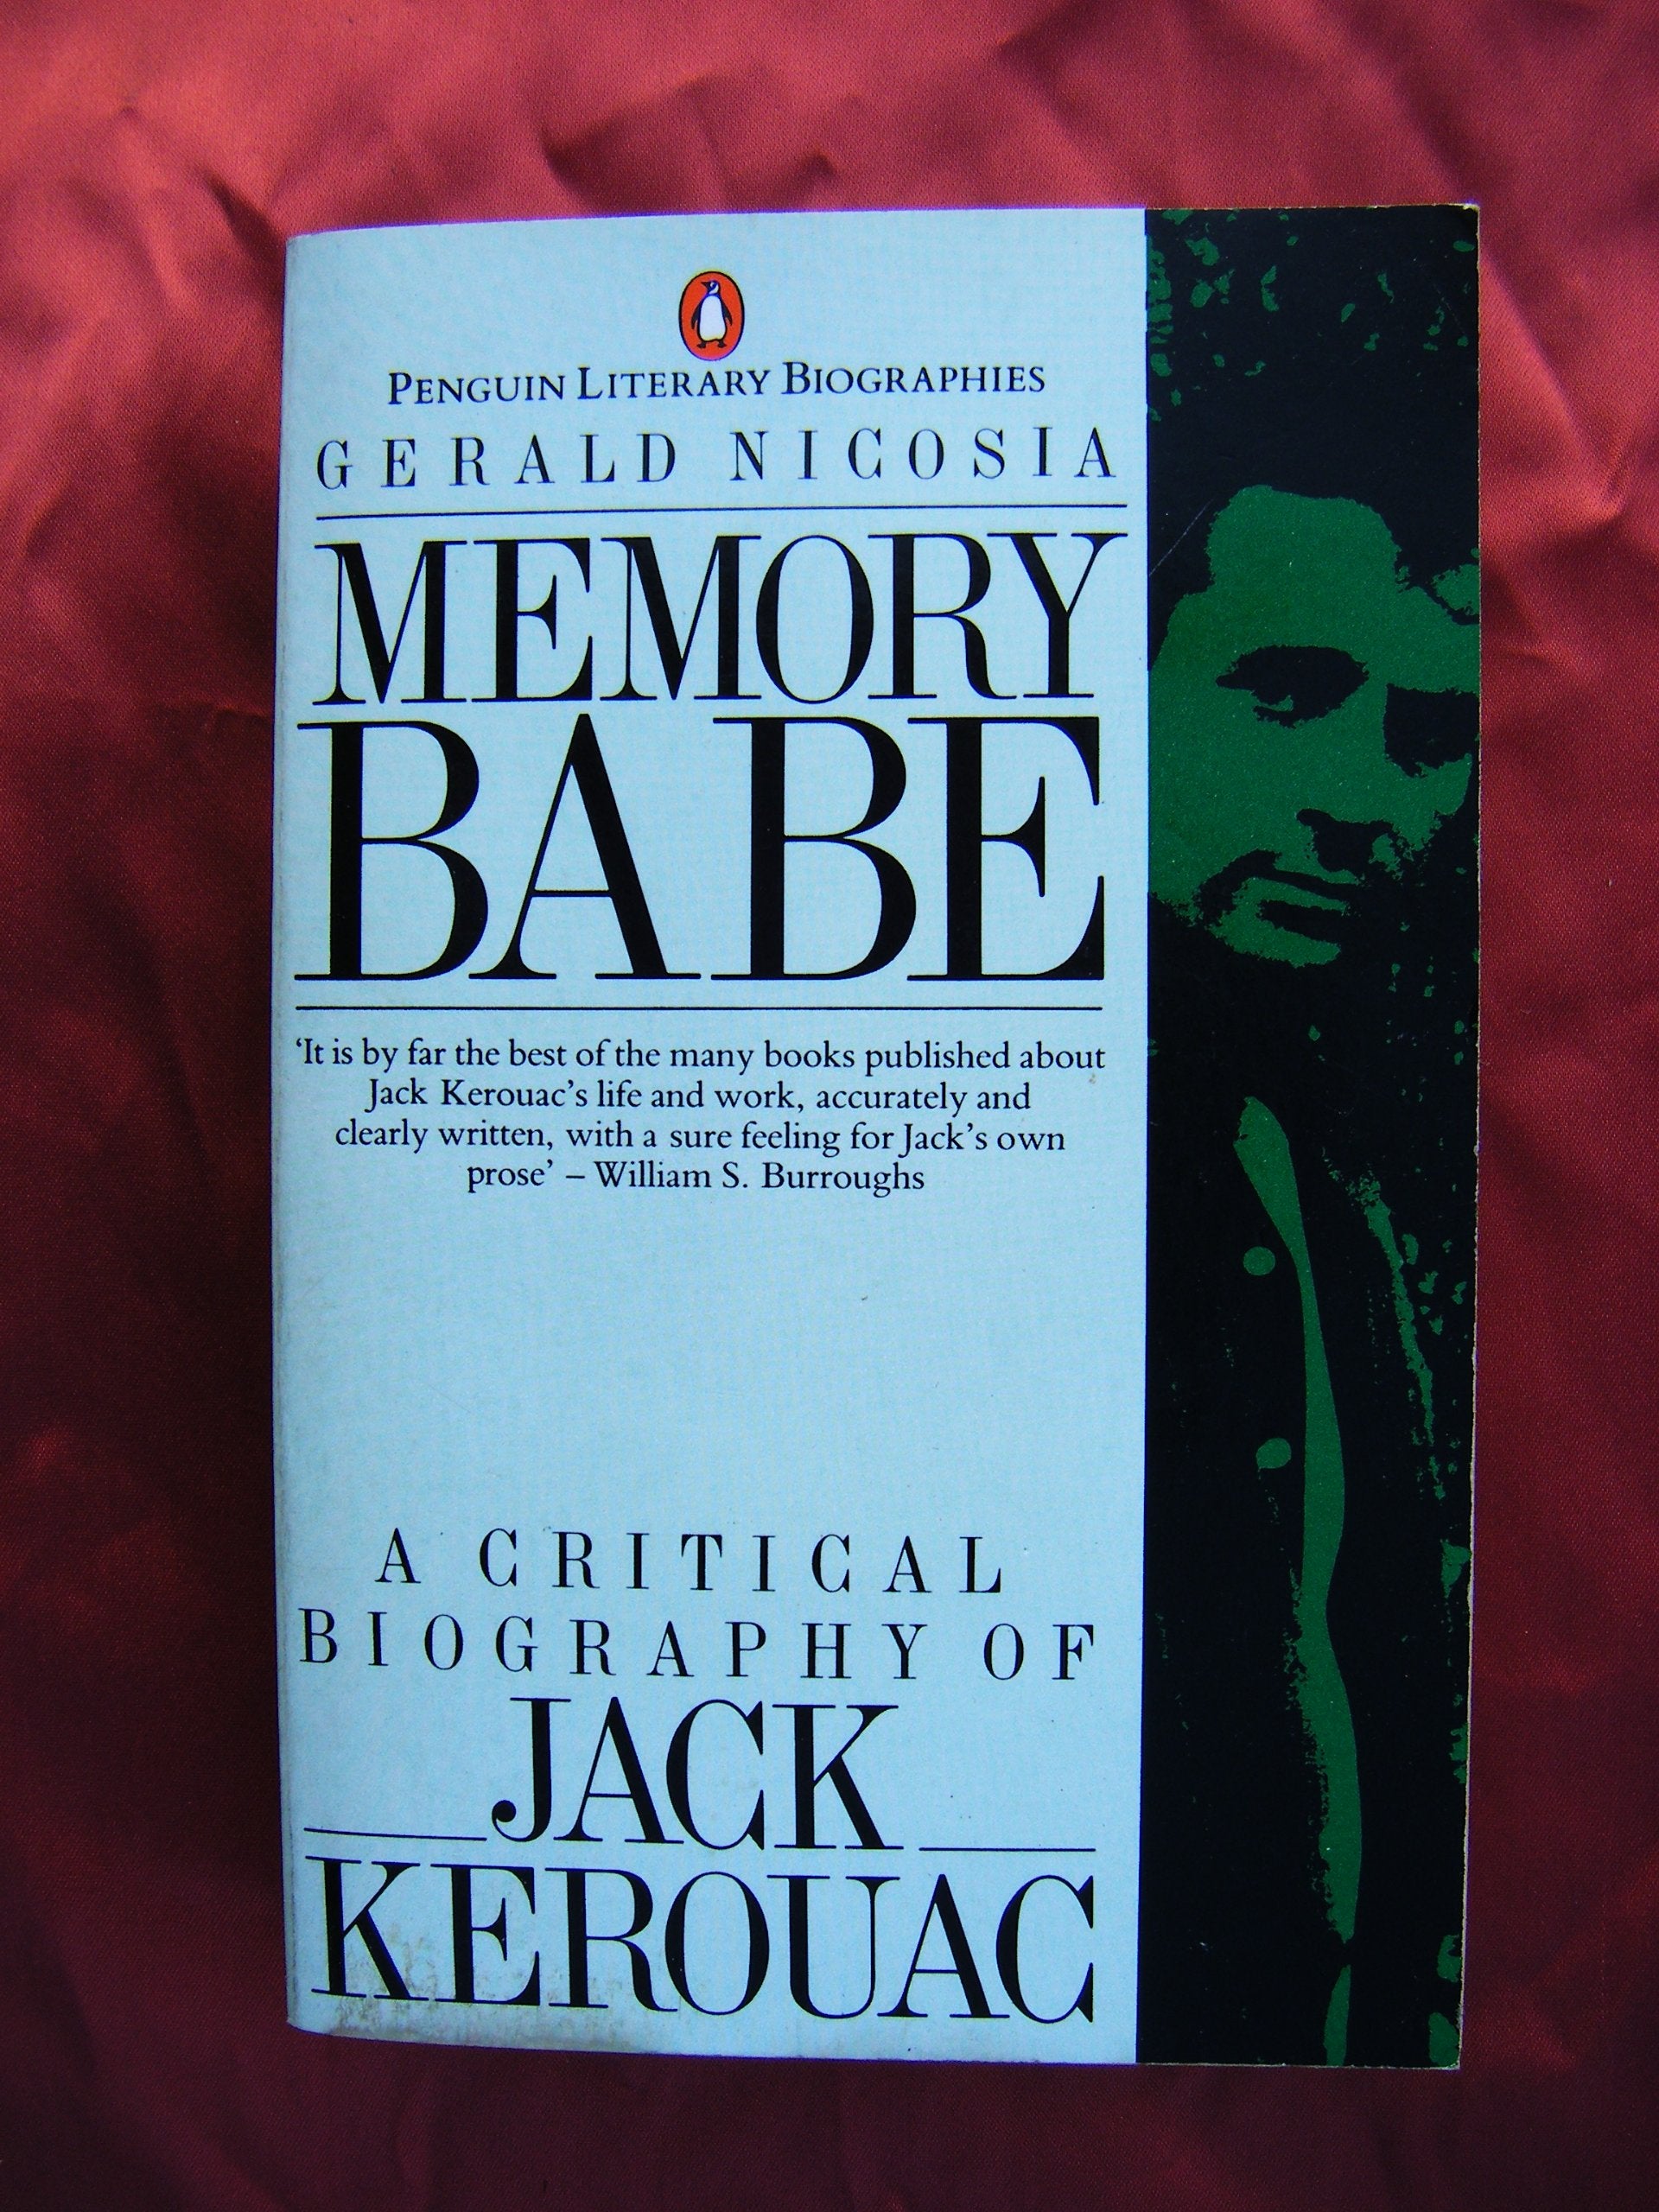 PENGUIN LITERARY BIOGRAPHIES
GERALD NICOSIA
MEMORY
BABE
‘It is by far the best of the many books published about
Jack Kerouac’s life and work, accurately and
clearly written, with a sure feeling for Jack’s own
prose’ – William S. Burroughs
A CRITICAL
BIOGRAPHY OF
JACK
KEROUAC